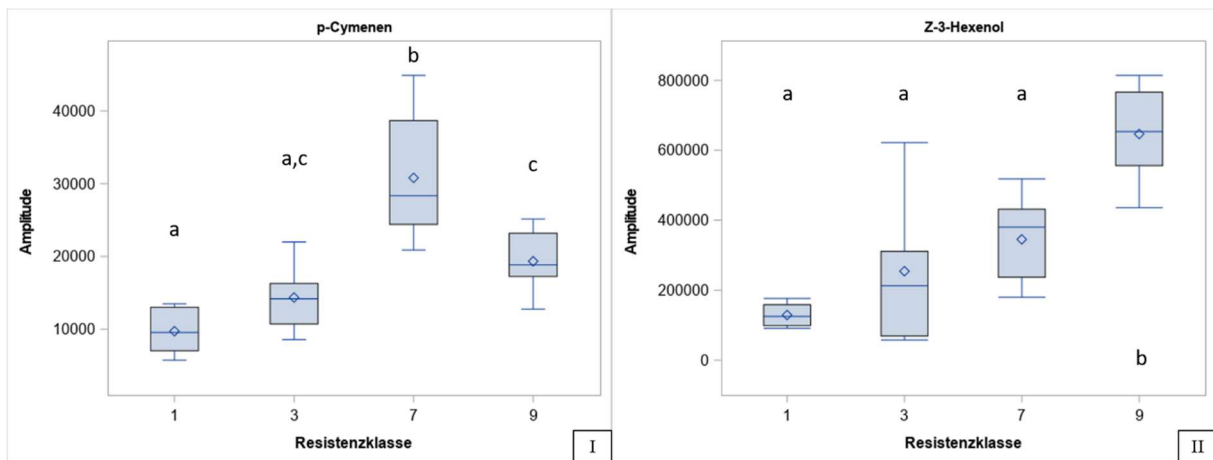 p-Cymenen
Amplitude
40000
30000
20000
10000
a
a,c
b
c
1 3 7 9
Resistenzklasse
I
Z-3-Hexenol
Amplitude
800000
600000
400000
200000
0
a a a
b
1 3 7 9
Resistenzklasse
II